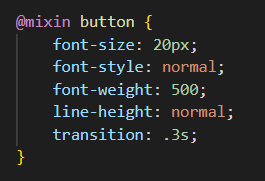 @mixin button {
    font-size: 20px;
    font-style: normal;
    font-weight: 500;
    line-height: normal;
    transition: .3s;
}